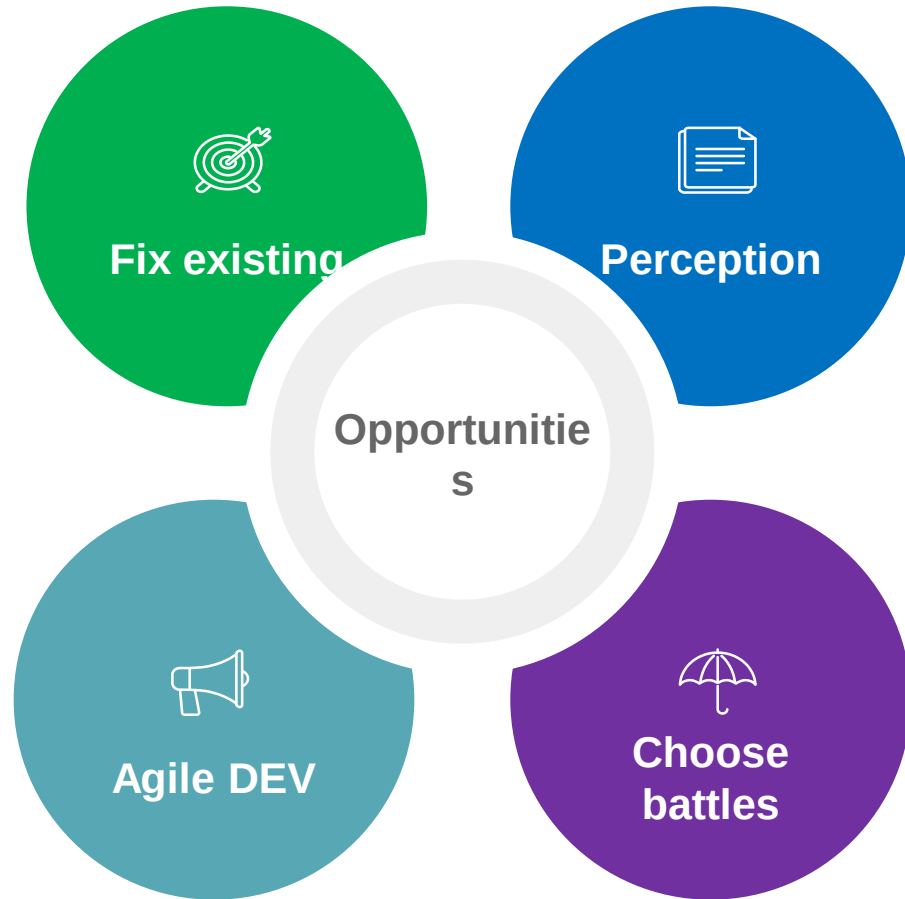 Fix existing
Perception
Opportunitie
s
Agile DEV
Choose
battles